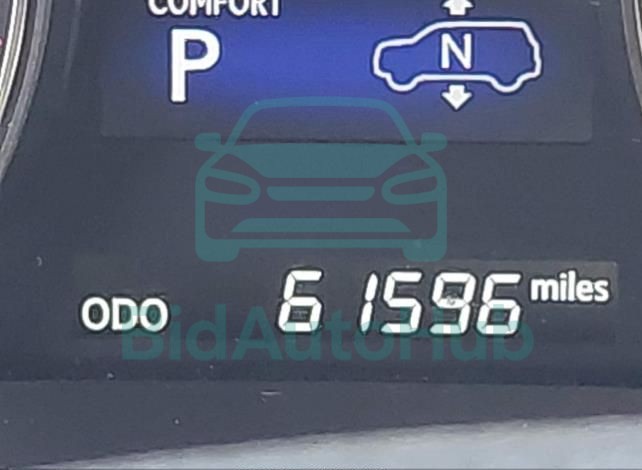 COMFORT
P
N
ODO 61596 miles
BidAutoHub